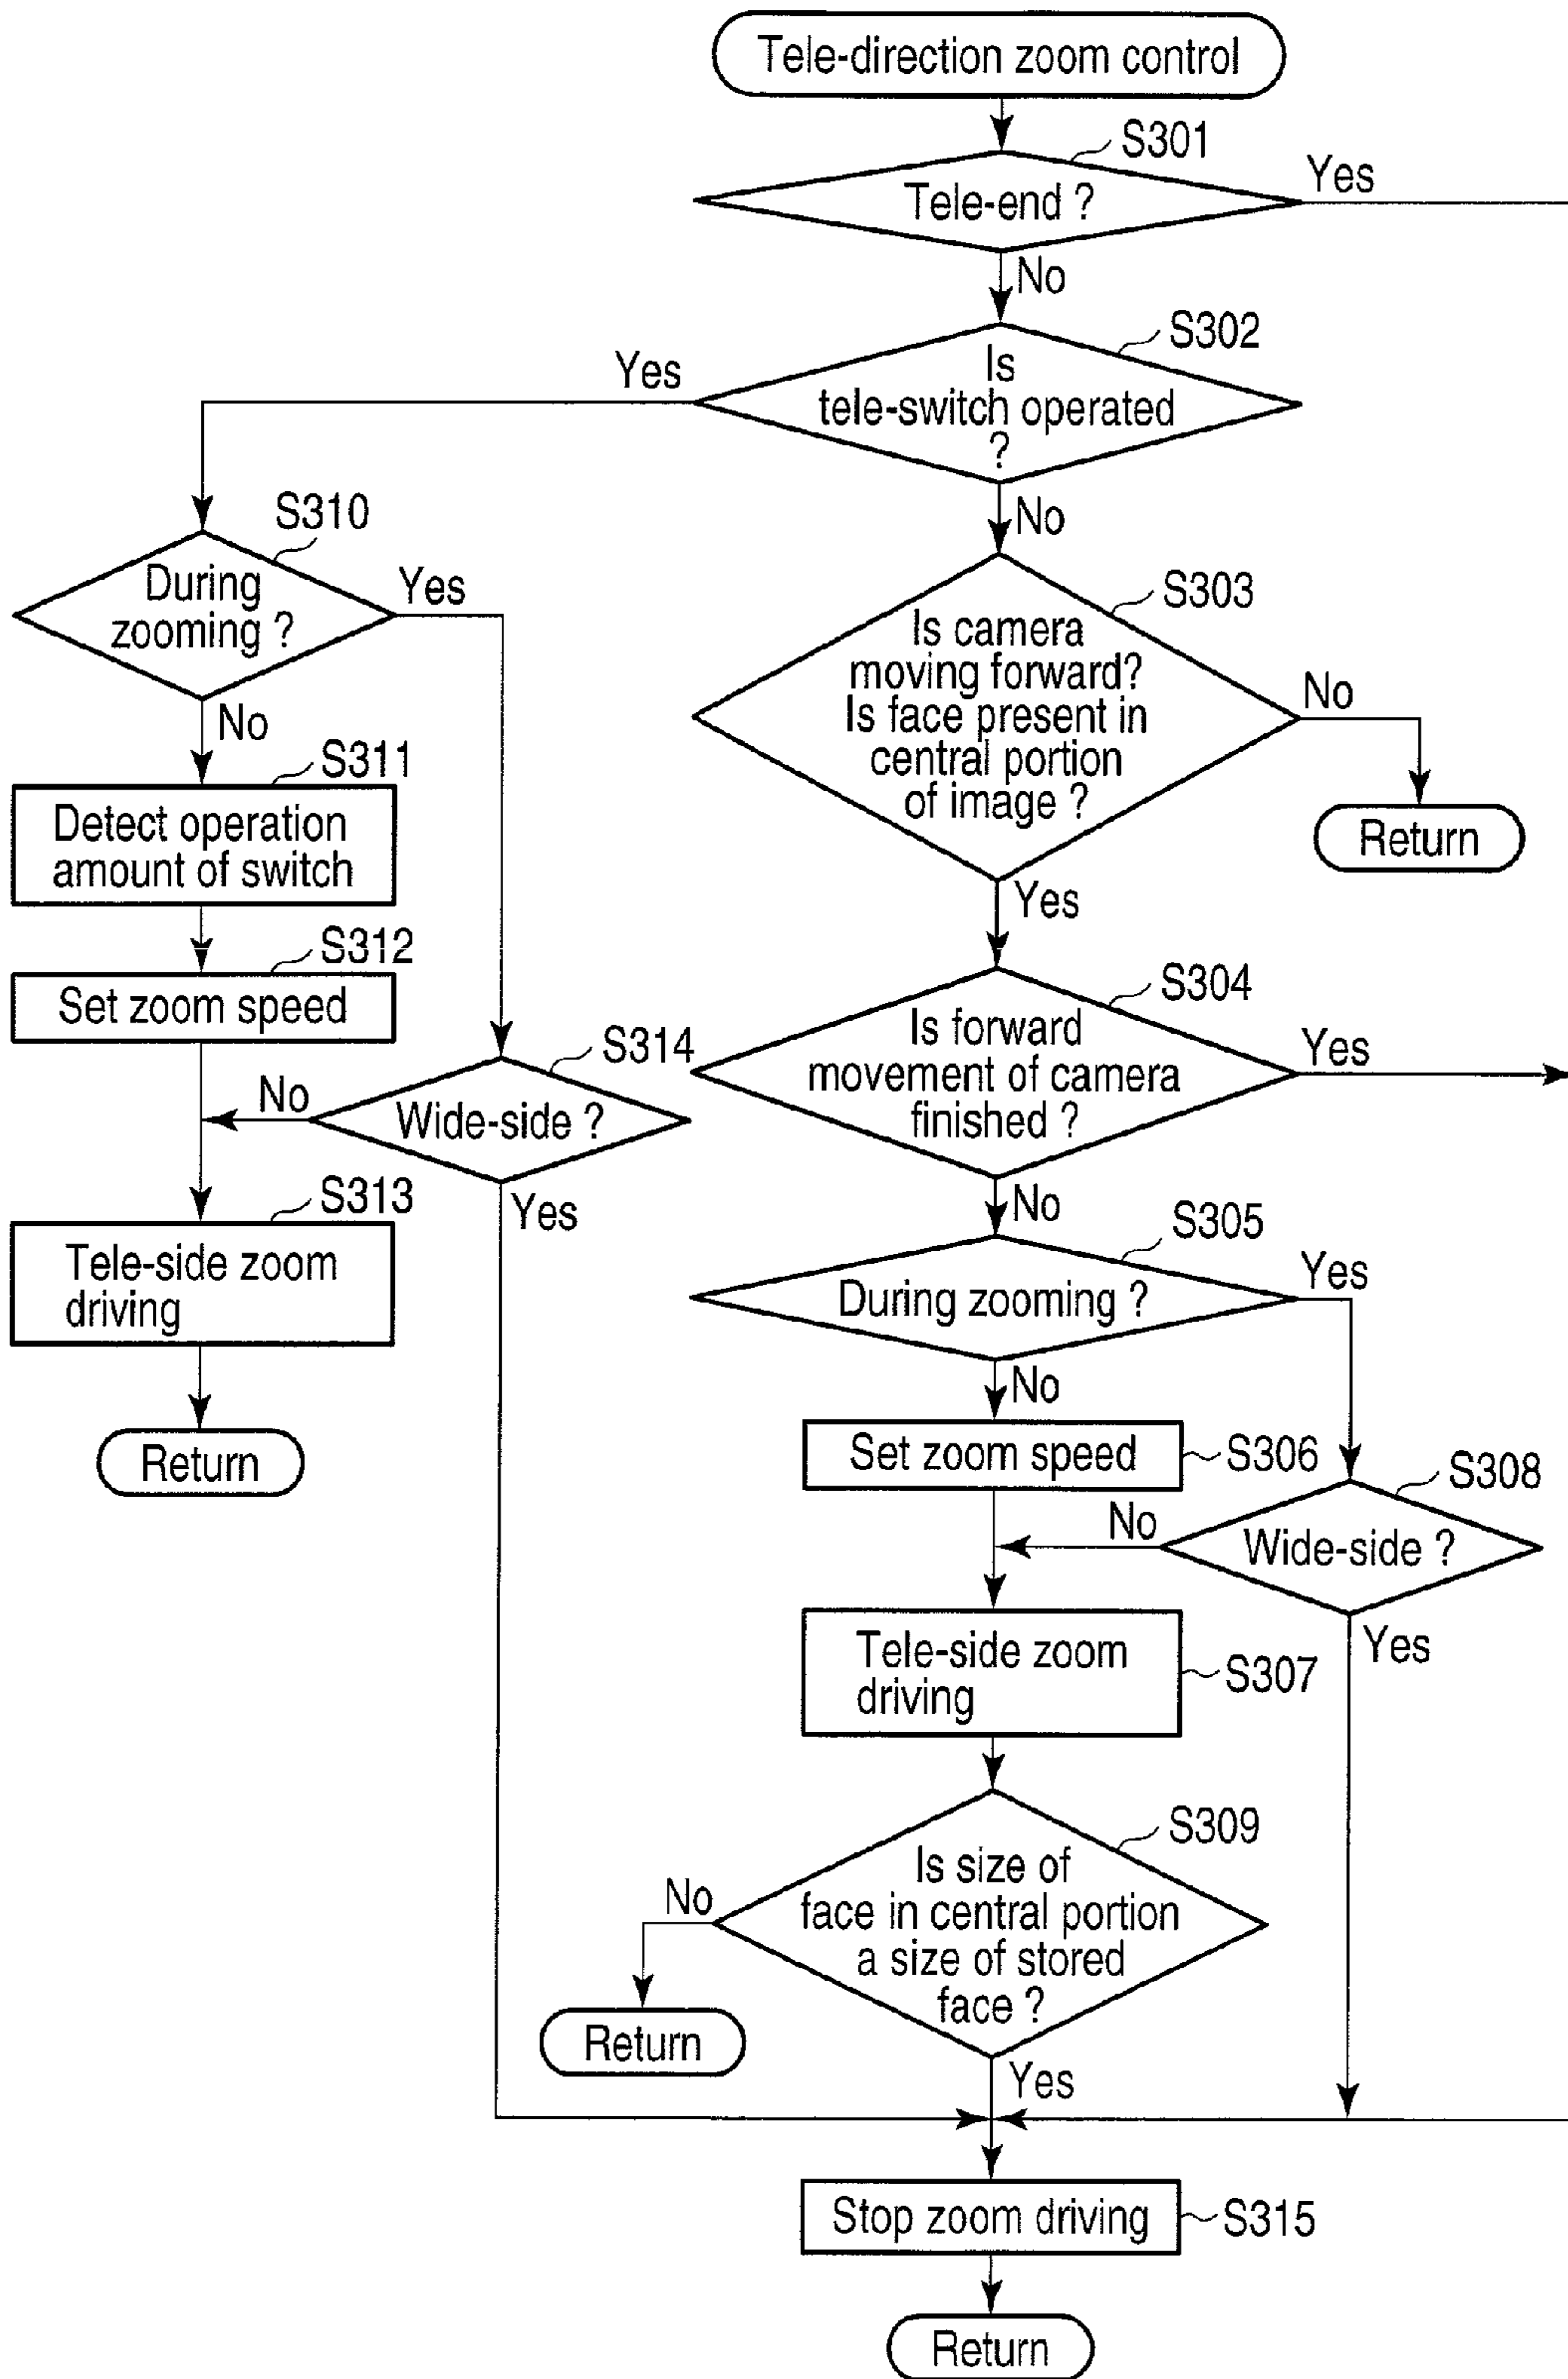 Tele-direction zoom control
S301
Tele-end ?
Yes
No
S302
Is
tele-switch operated
?
Yes
No
S310
During
zooming ?
Yes
No
S303
Is camera
moving forward?
Is face present in
central portion
of image ?
No
Return
Yes
S311
Detect operation
amount of switch
S312
Set zoom speed
S314
Wide-side ?
No
Yes
S313
Tele-side zoom
driving
Return
S304
Is forward
movement of camera
finished ?
Yes
No
S305
During zooming ?
Yes
No
Set zoom speed
S306
S308
Wide-side ?
No
Yes
Tele-side zoom
driving
S307
S309
Is size of
face in central portion
a size of stored
face ?
No
Return
Yes
Stop zoom driving
S315
Return